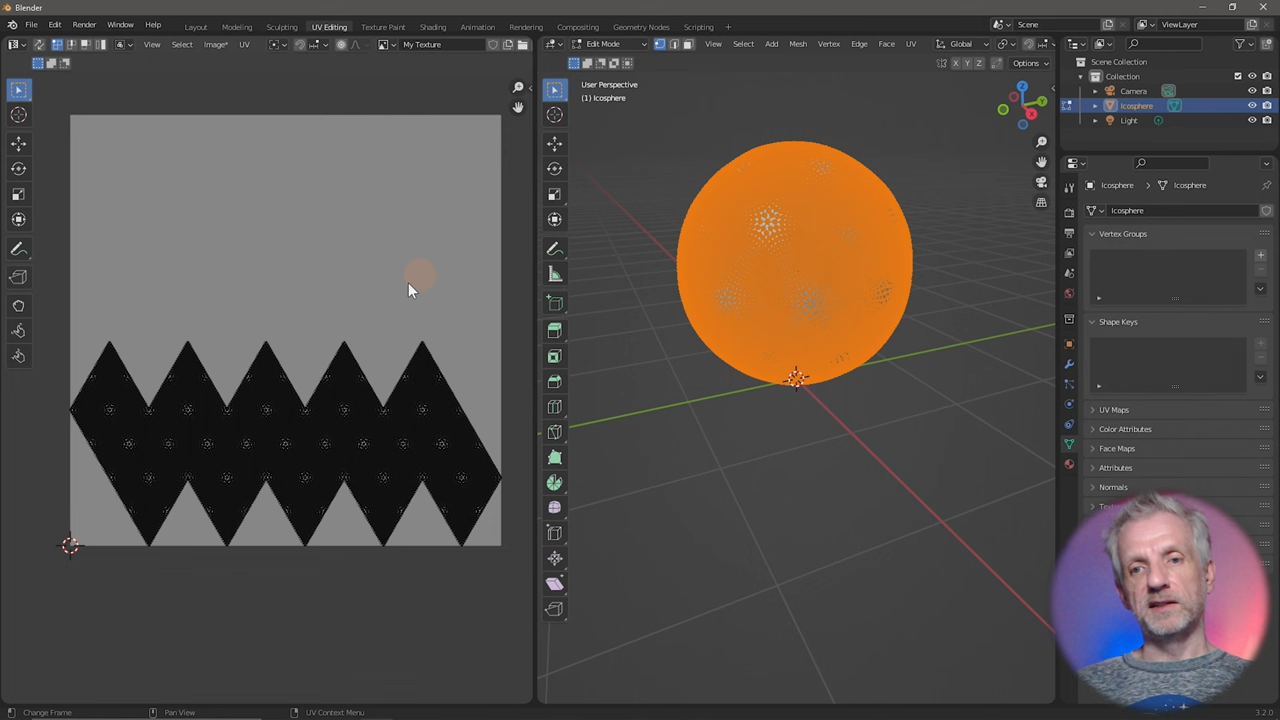 Blender
File Edit Render Window Help
Layout Modeling Sculpting UV Editing Texture Paint Shading Animation Rendering Compositing Geometry Nodes Scripting +
Scene
ViewLayer
View Select Image* UV
My Texture
Edit Mode
View Select Add Mesh Vertex Edge Face UV
Global
X Y Z
Options
User Perspective
(1) Icosphere
Z
Y
X
Scene Collection
Collection
Camera
Icosphere
Light
Icosphere
Icosphere
Icosphere
Vertex Groups
Shape Keys
UV Maps
Color Attributes
Face Maps
Attributes
Normals
Change Frame
Pan View
UV Context Menu
3.2.0